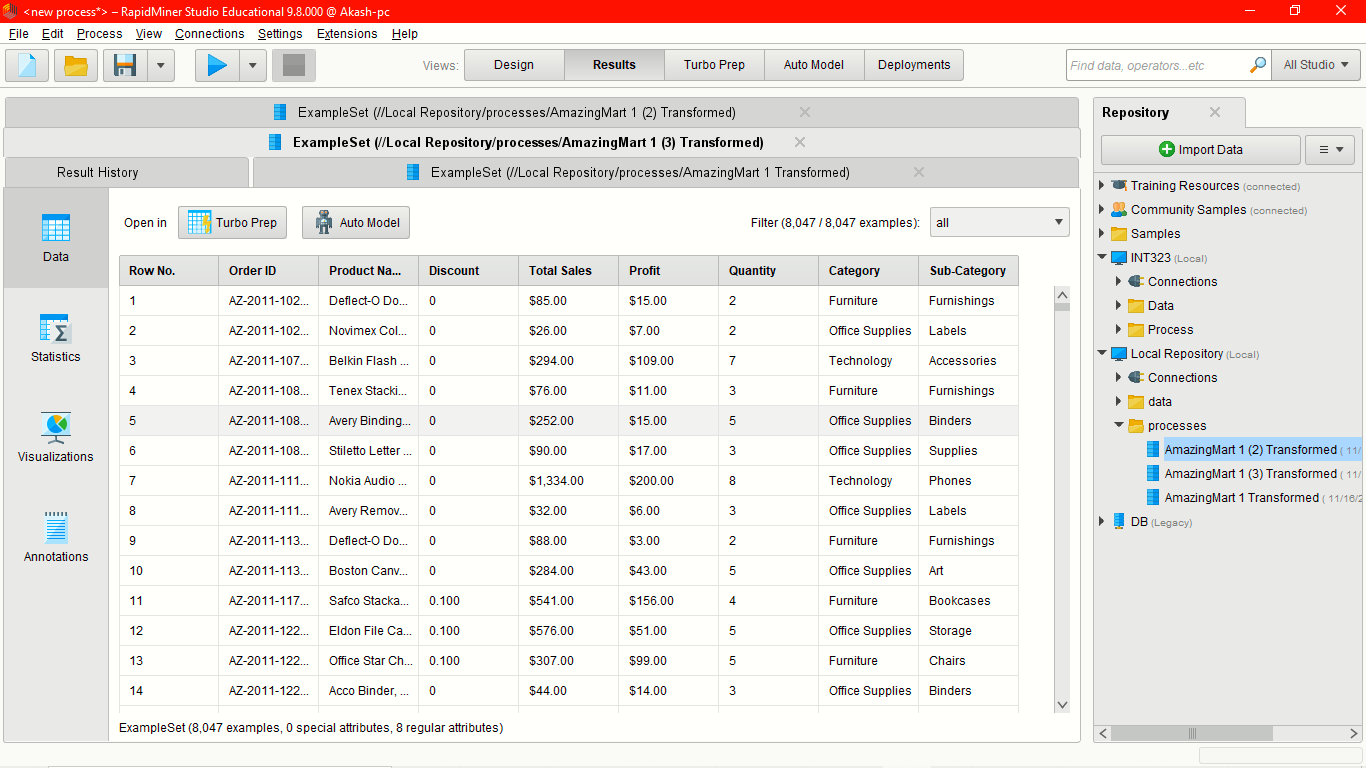 <new process*> – RapidMiner Studio Educational 9.8.000 @ Akash-pc
File Edit Process View Connections Settings Extensions Help
Views: Design Results Turbo Prep Auto Model Deployments Find data, operators...etc All Studio
ExampleSet (//Local Repository/processes/AmazingMart 1 (2) Transformed)
ExampleSet (//Local Repository/processes/AmazingMart 1 (3) Transformed)
Result History ExampleSet (//Local Repository/processes/AmazingMart 1 Transformed)
Data
Statistics
Visualizations
Annotations
Open in Turbo Prep Auto Model Filter (8,047 / 8,047 examples): all
Row No. Order ID Product Na... Discount Total Sales Profit Quantity Category Sub-Category
1 AZ-2011-102... Deflect-O Do... 0 $85.00 $15.00 2 Furniture Furnishings
2 AZ-2011-102... Novimex Col... 0 $26.00 $7.00 2 Office Supplies Labels
3 AZ-2011-107... Belkin Flash ... 0 $294.00 $109.00 7 Technology Accessories
4 AZ-2011-108... Tenex Stacki... 0 $76.00 $11.00 3 Furniture Furnishings
5 AZ-2011-108... Avery Binding... 0 $252.00 $15.00 5 Office Supplies Binders
6 AZ-2011-108... Stiletto Letter ... 0 $90.00 $17.00 3 Office Supplies Supplies
7 AZ-2011-111... Nokia Audio ... 0 $1,334.00 $200.00 8 Technology Phones
8 AZ-2011-111... Avery Remov... 0 $32.00 $6.00 3 Office Supplies Labels
9 AZ-2011-113... Deflect-O Do... 0 $88.00 $3.00 2 Furniture Furnishings
10 AZ-2011-113... Boston Canv... 0 $284.00 $43.00 5 Office Supplies Art
11 AZ-2011-117... Safco Stacka... 0.100 $541.00 $156.00 4 Furniture Bookcases
12 AZ-2011-122... Eldon File Ca... 0.100 $576.00 $51.00 5 Office Supplies Storage
13 AZ-2011-122... Office Star Ch... 0.100 $307.00 $99.00 5 Furniture Chairs
14 AZ-2011-122... Acco Binder, ... 0 $44.00 $14.00 3 Office Supplies Binders
ExampleSet (8,047 examples, 0 special attributes, 8 regular attributes)
Repository
Import Data
Training Resources (connected)
Community Samples (connected)
Samples
INT323 (Local)
Connections
Data
Process
Local Repository (Local)
Connections
data
processes
AmazingMart 1 (2) Transformed ( 11/
AmazingMart 1 (3) Transformed ( 11/
AmazingMart 1 Transformed ( 11/16/2
DB (Legacy)